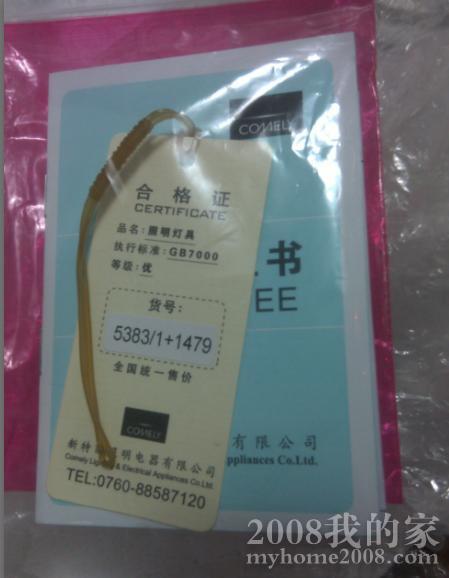 COMELY
合格证
CERTIFICATE
品名:照明灯具
执行标准:GB7000
等级:优
货号:
5383/1+1479
全国统一售价
COMELY
新特 明电器有限公司
Comely & Electrical Appliances Co.Ltd.
TEL:0760-88587120
书
EE
有限公司
ppliances Co.Ltd.
2008我的家
myhome2008.com